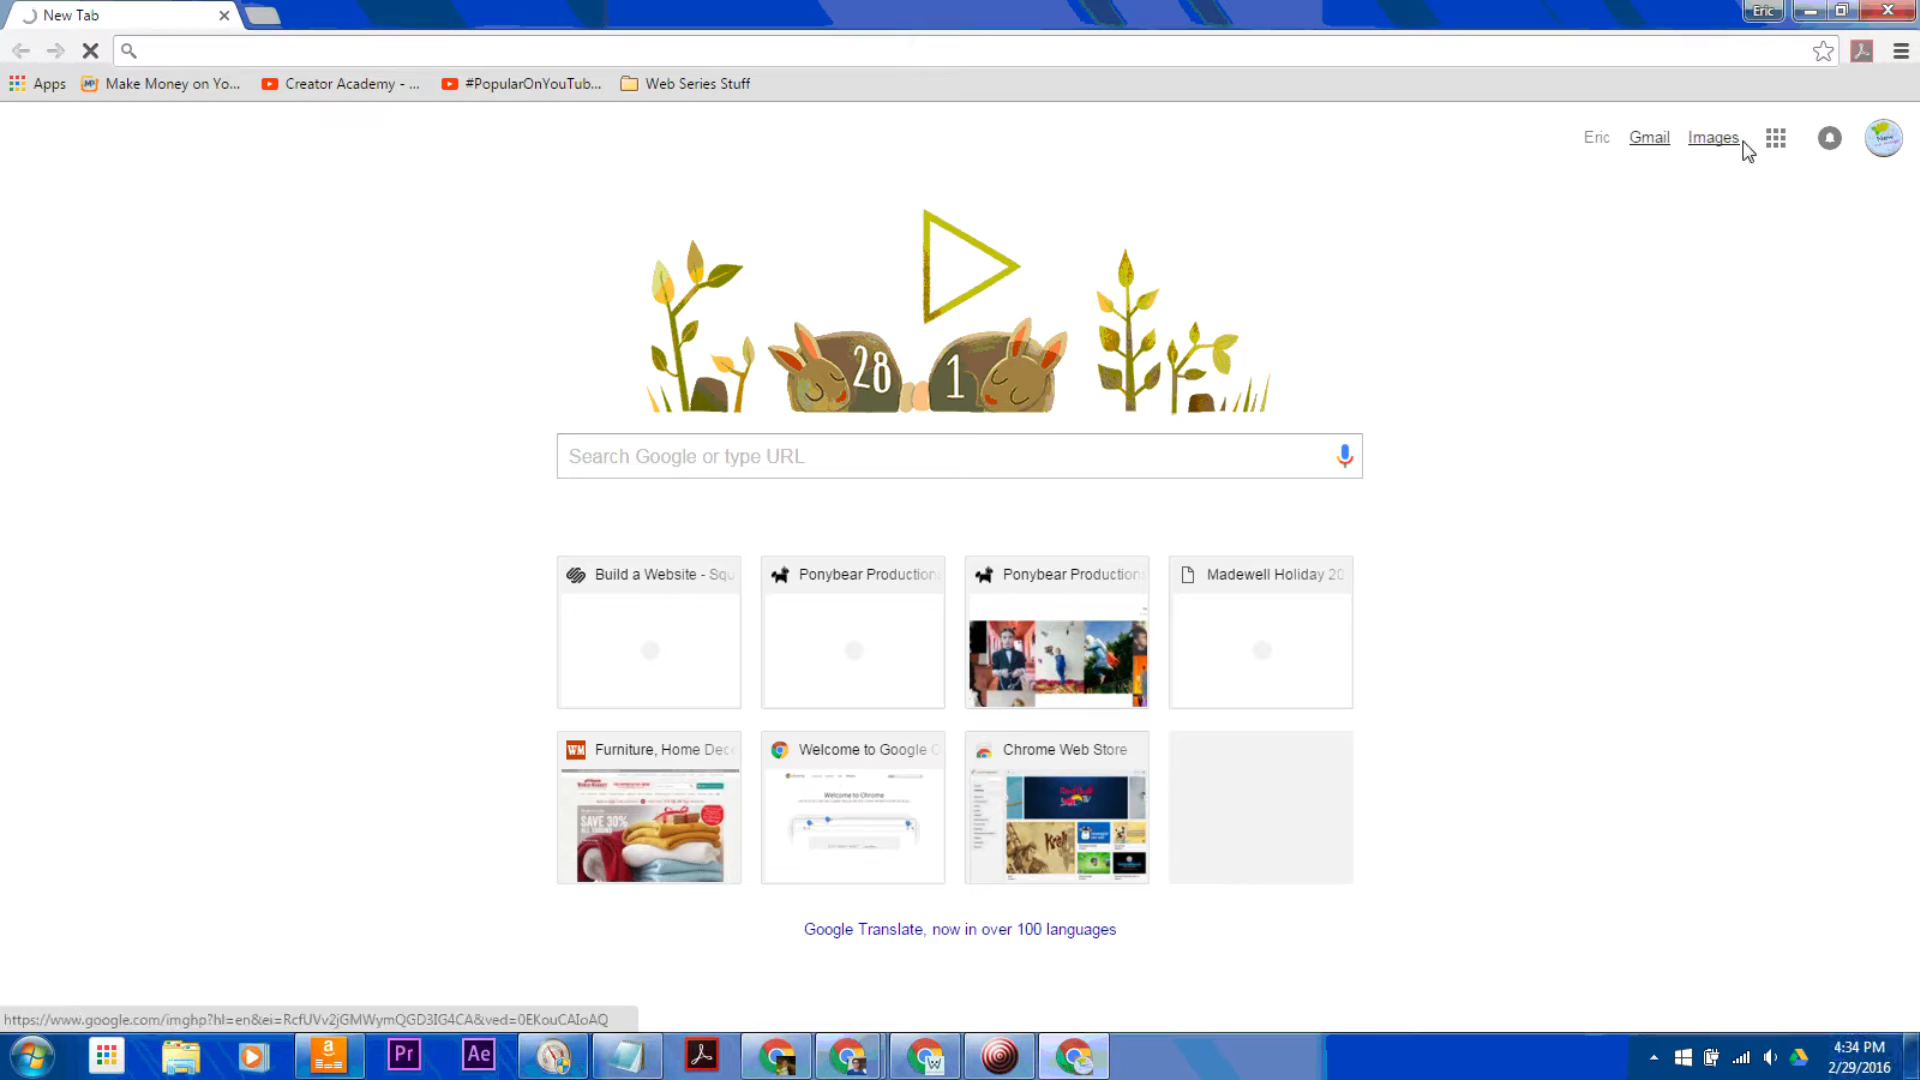 New Tab
Eric
Apps
Make Money on Yo...
Creator Academy - ...
#PopularOnYouTub...
Web Series Stuff
Eric
Gmail
Images
28
1
Search Google or type URL
Build a Website - Squ
Ponybear Production
Ponybear Production
Madewell Holiday 20
Furniture, Home Dec
Welcome to Google C
Chrome Web Store
SAVE 30%
Welcome to Chrome
Google Translate, now in over 100 languages
https://www.google.com/imghp?hl=en&ei=RcfUVv2jGMWymQGD3IG4CA&ved=0EKouCAIoAQ
a
Pr
Ae
W
4:34 PM
2/29/2016